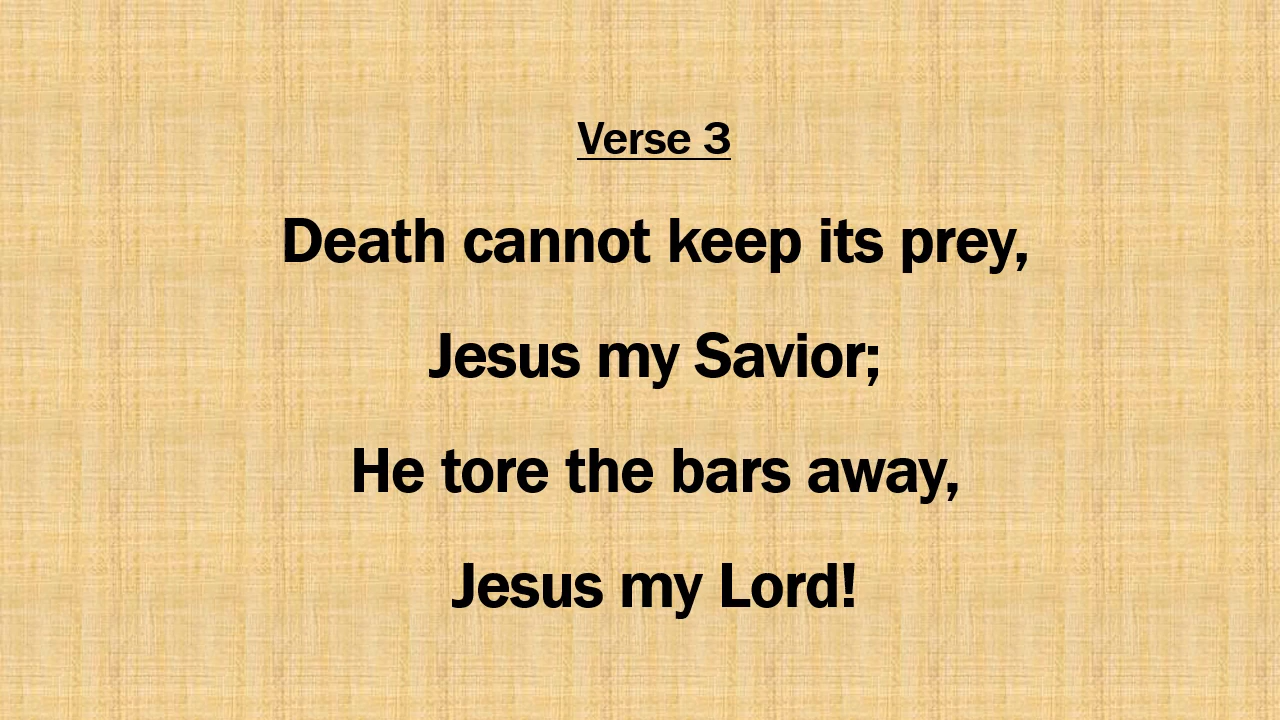 Verse 3
Death cannot keep its prey,
Jesus my Savior;
He tore the bars away,
Jesus my Lord!